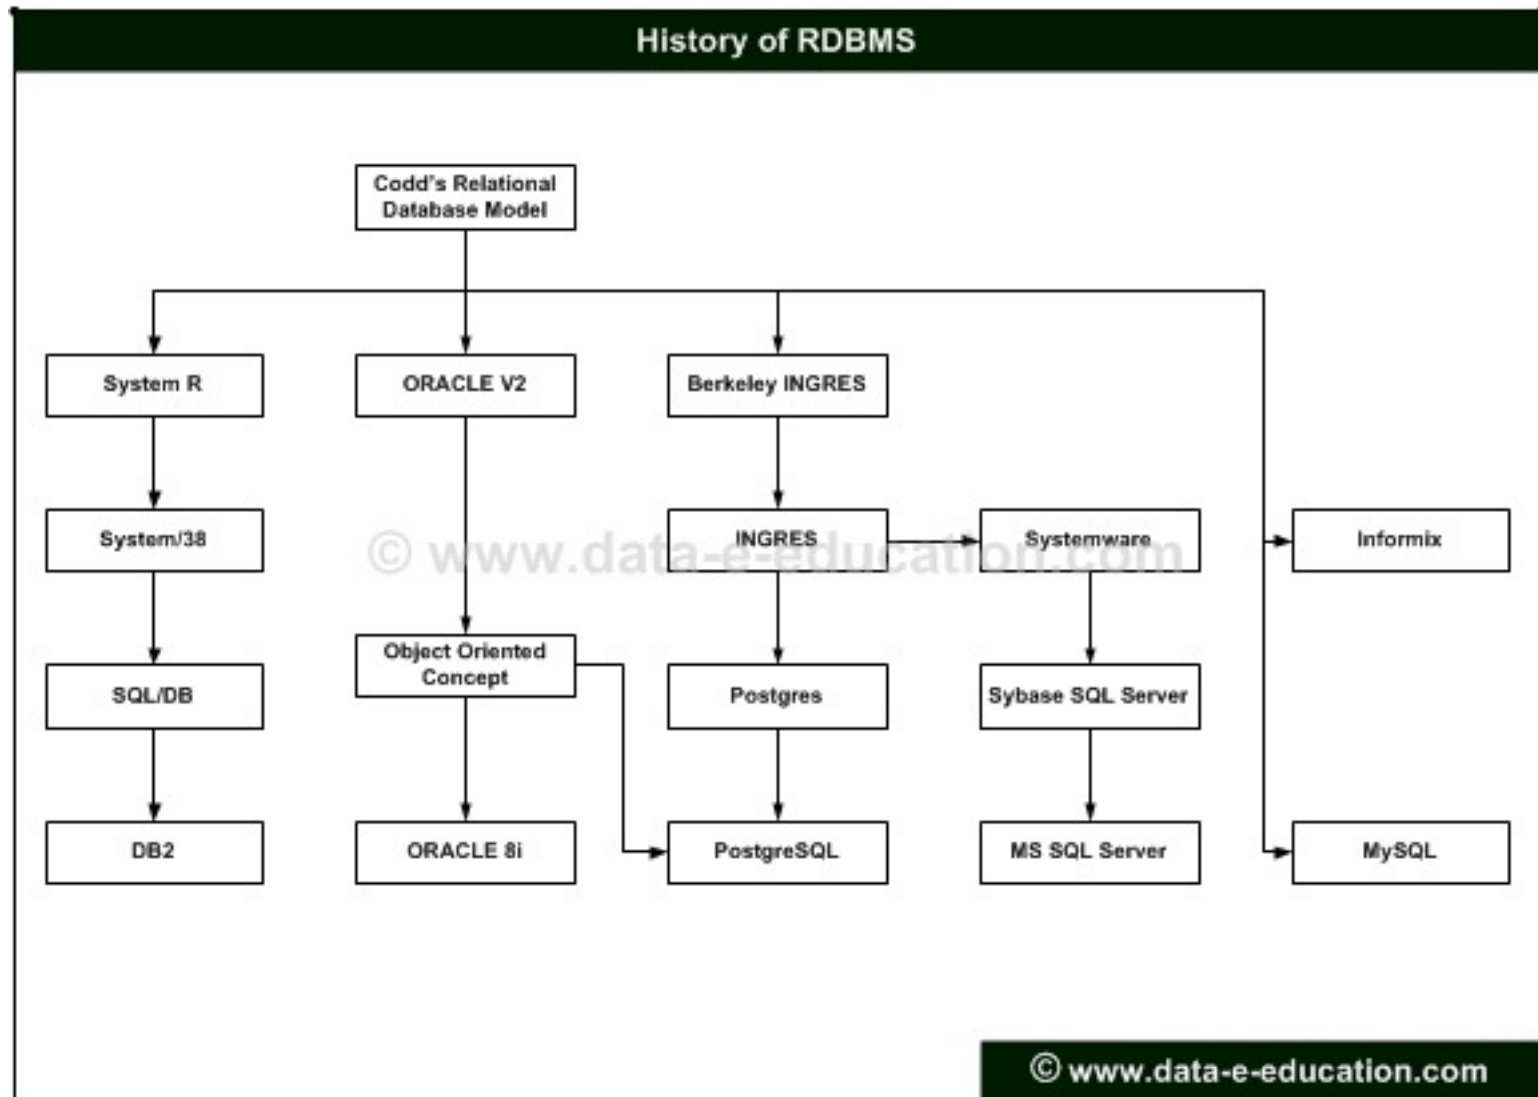 History of RDBMS
Codd's Relational
Database Model
System R
ORACLE V2
Berkeley INGRES
System/38
INGRES
Systemware
Informix
© www.data-e-education.com
Object Oriented
Concept
SQL/DB
Postgres
Sybase SQL Server
DB2
ORACLE 8i
PostgreSQL
MS SQL Server
MySQL
© www.data-e-education.com